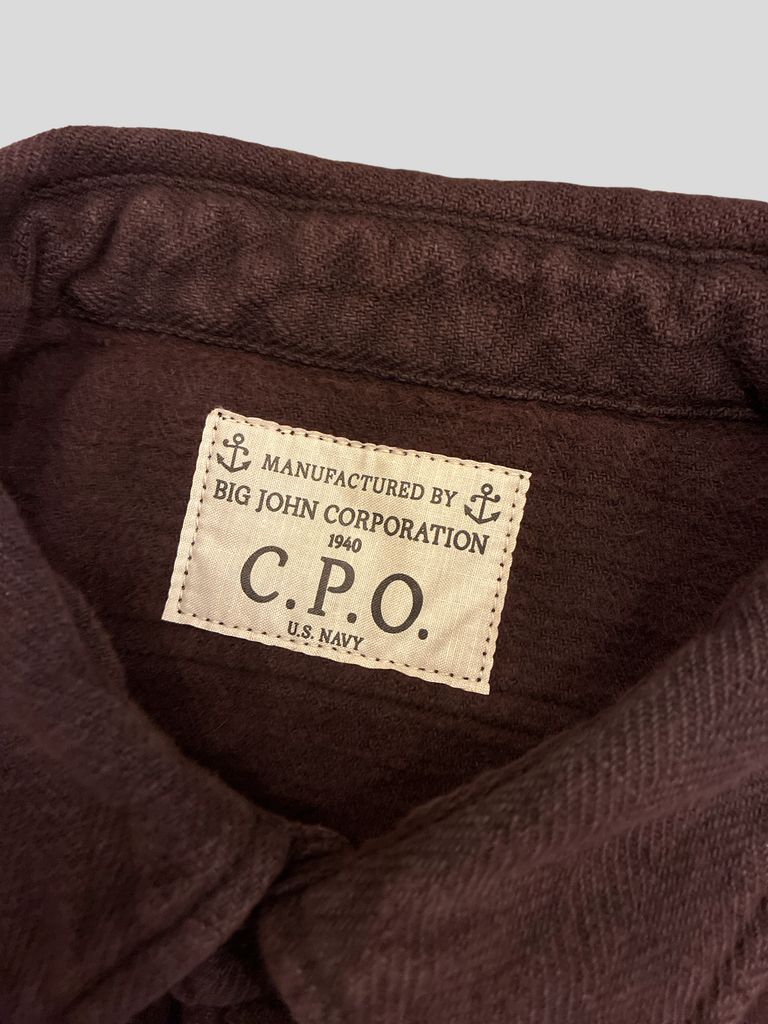 MANUFACTURED BY
BIG JOHN CORPORATION
1940
C.P.O.
U.S. NAVY